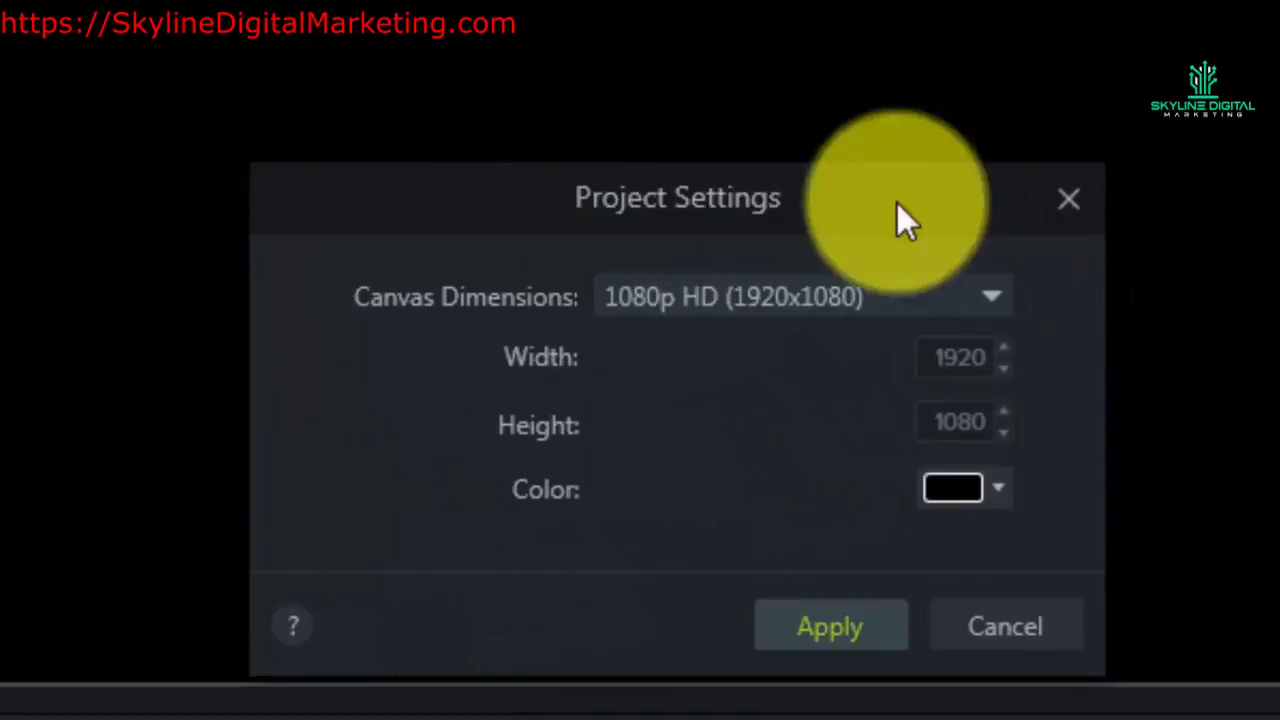 https://SkylineDigitalMarketing.com
SKYLINE DIGITAL
MARKETING
Project Settings
Canvas Dimensions: 1080p HD (1920x1080)
Width: 1920
Height: 1080
Color:
?
Apply Cancel